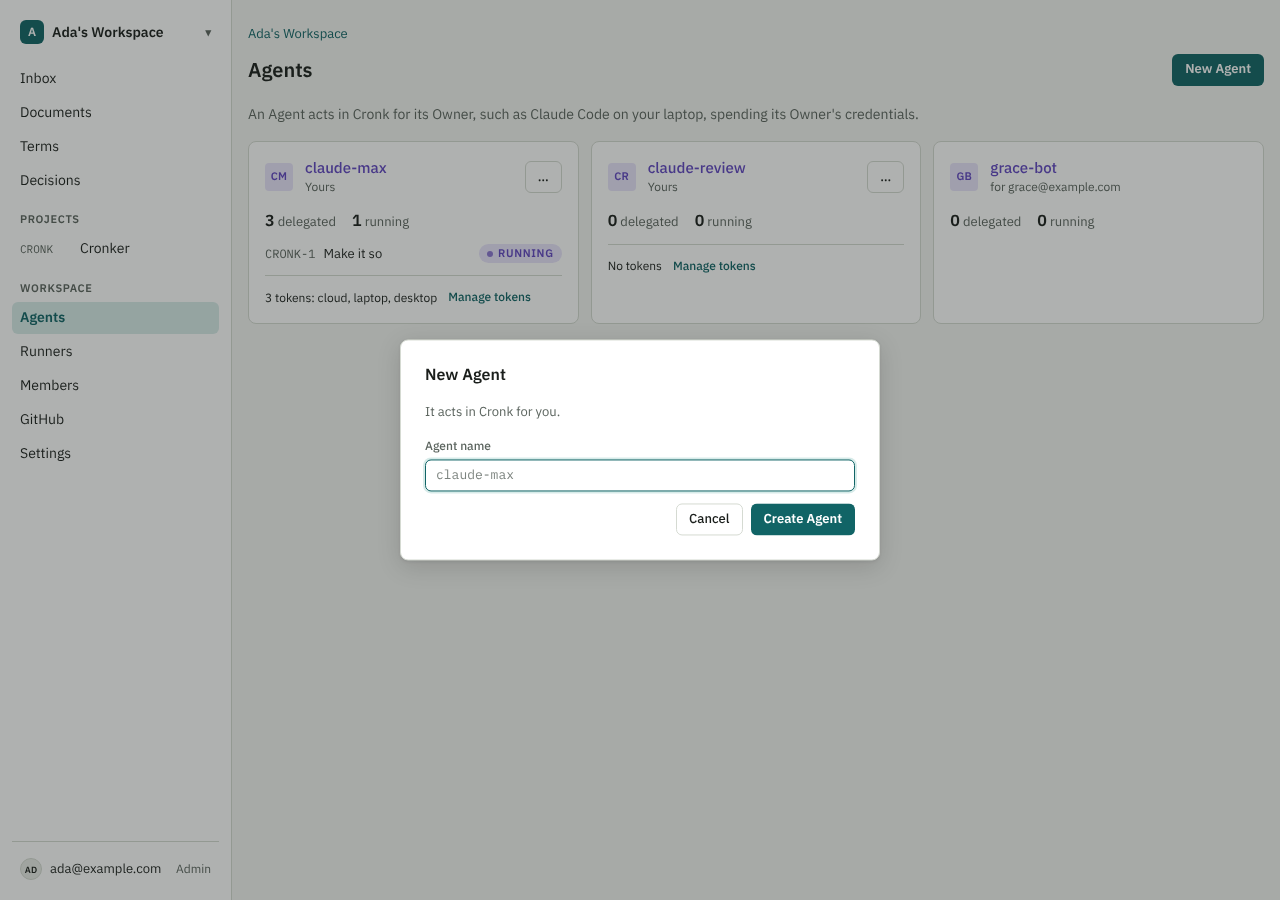 A Ada's Workspace ▾
Inbox
Documents
Terms
Decisions
PROJECTS
CRONK Cronker
WORKSPACE
Agents
Runners
Members
GitHub
Settings
AD ada@example.com Admin
Ada's Workspace
Agents
New Agent
An Agent acts in Cronk for its Owner, such as Claude Code on your laptop, spending its Owner's credentials.
CM claude-max
Yours
...
3 delegated 1 running
CRONK-1 Make it so RUNNING
3 tokens: cloud, laptop, desktop Manage tokens
CR claude-review
Yours
...
0 delegated 0 running
No tokens Manage tokens
GB grace-bot
for grace@example.com
0 delegated 0 running
New Agent
It acts in Cronk for you.
Agent name
claude-max
Cancel Create Agent